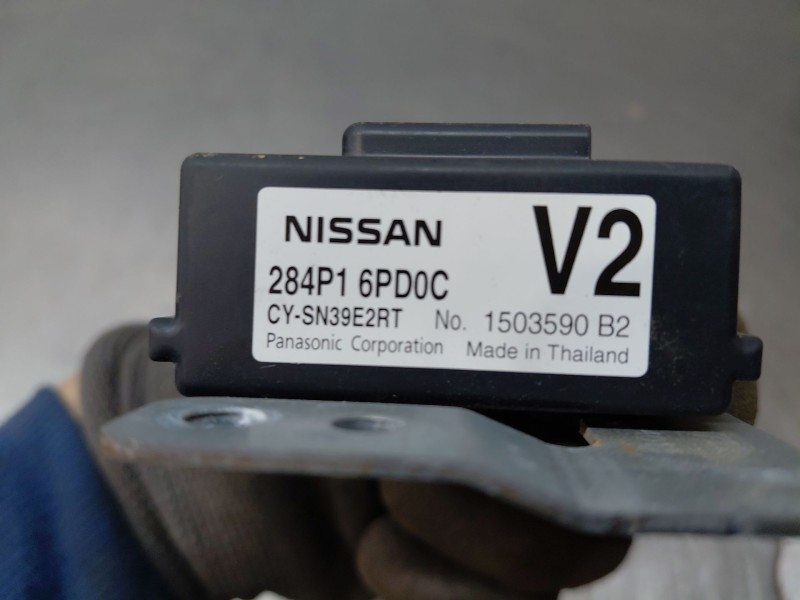 NISSAN V2
284P1 6PD0C
CY-SN39E2RT No. 1503590 B2
Panasonic Corporation Made in Thailand